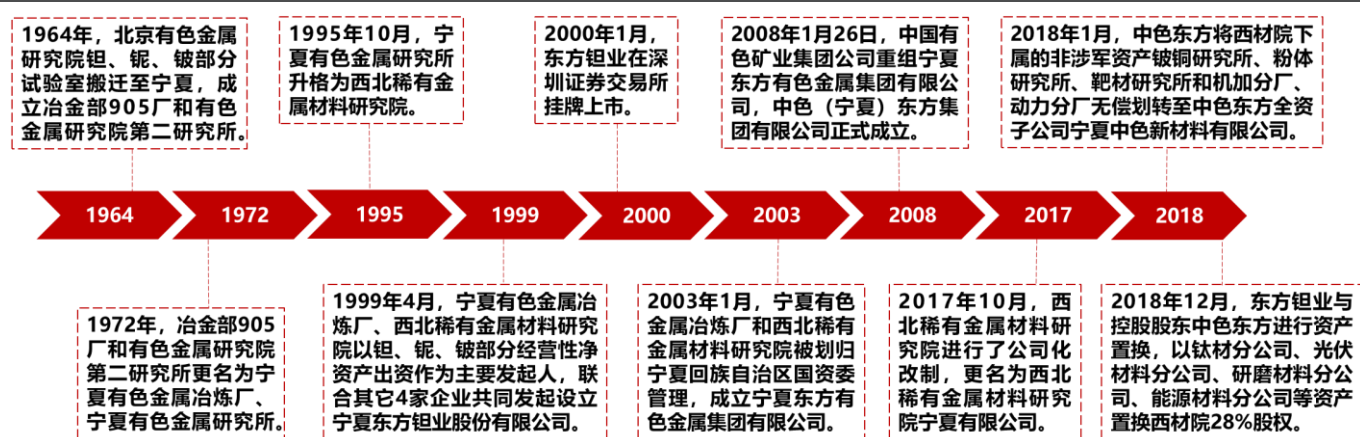 1964年，北京有色金属
研究院钽、铌、铍部分
试验室搬迁至宁夏，成
立冶金部905厂和有色
金属研究院第二研究所。
1995年10月，宁
夏有色金属研究所
升格为西北稀有金
属材料研究院。
2000年1月，
东方钽业在深
圳证券交易所
挂牌上市。
2008年1月26日，中国有
色矿业集团公司重组宁夏
东方有色金属集团有限公
司，中色（宁夏）东方集
团有限公司正式成立。
2018年1月，中色东方将西材院下
属的非涉军资产铍铜研究所、粉体
研究所、靶材研究所和机加分厂、
动力分厂无偿划转至中色东方全资
子公司宁夏中色新材料有限公司。
1964
1972
1995
1999
2000
2003
2008
2017
2018
1972年，冶金部905
厂和有色金属研究院
第二研究所更名为宁
夏有色金属冶炼厂、
宁夏有色金属研究所。
1999年4月，宁夏有色金属冶
炼厂、西北稀有金属材料研究
院以钽、铌、铍部分经营性净
资产出资作为主要发起人，联
合其它4家企业共同发起设立
宁夏东方钽业股份有限公司。
2003年1月，宁夏有色
金属冶炼厂和西北稀有
金属材料研究院被划归
宁夏回族自治区国资委
管理，成立宁夏东方有
色金属集团有限公司。
2017年10月，西
北稀有金属材料研
究院进行了公司化
改制，更名为西北
稀有金属材料研究
院宁夏有限公司。
2018年12月，东方钽业与
控股股东中色东方进行资产
置换，以钛材分公司、光伏
材料分公司、研磨材料分公
司、能源材料分公司等资产
置换西材院28%股权。